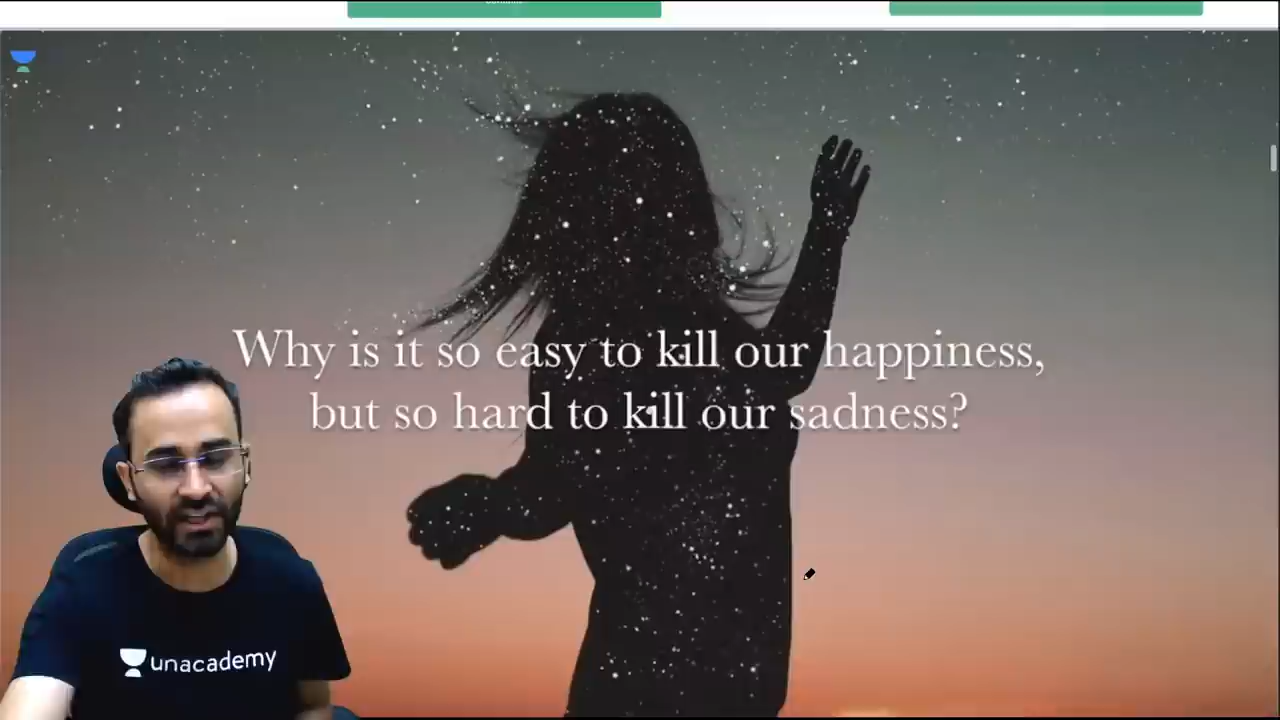 Why is it so easy to kill our happiness,
but so hard to kill our sadness?
unacademy